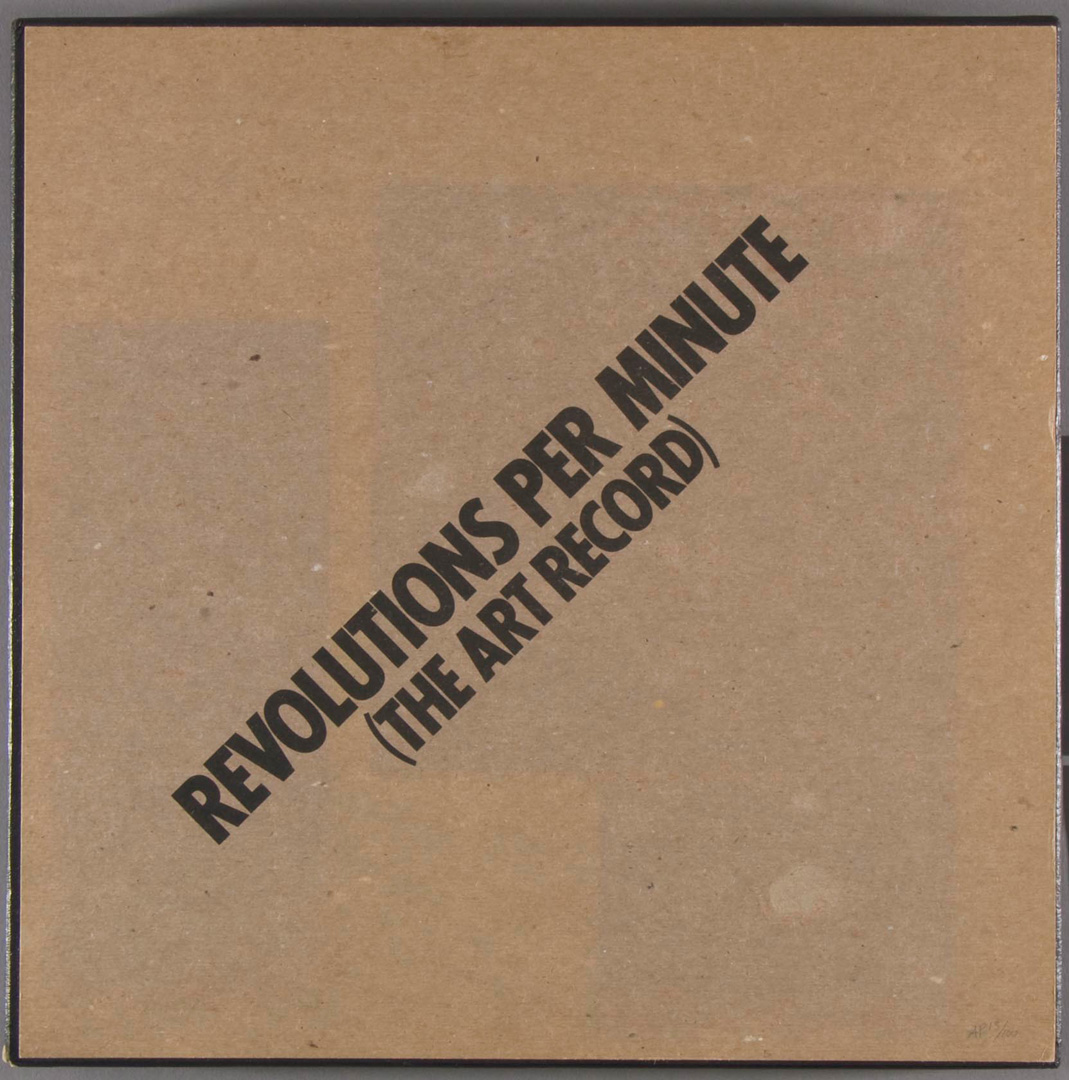 REVOLUTIONS PER MINUTE
(THE ART RECORD)